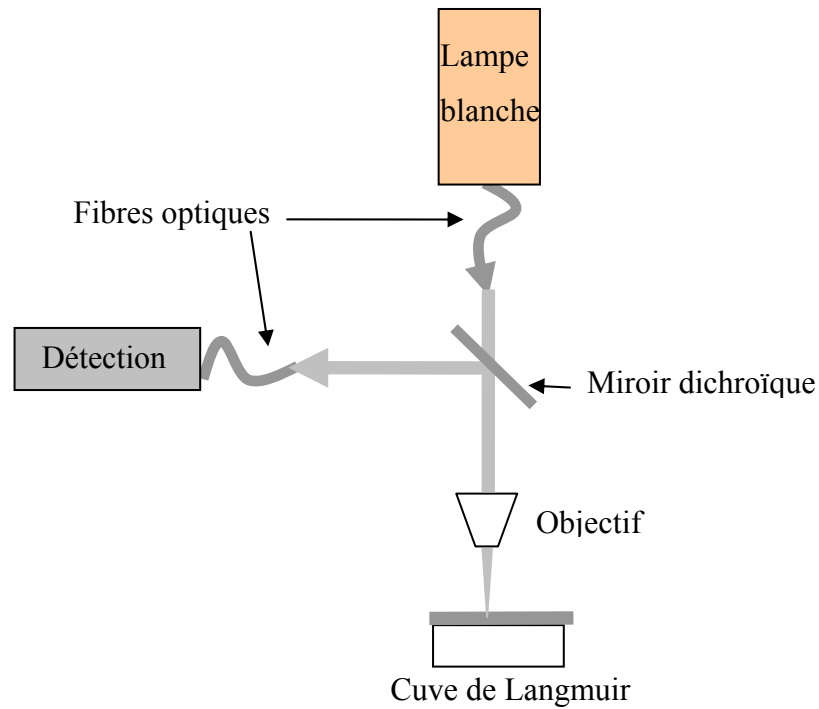 Lampe
blanche
Fibres optiques
Détection
Miroir dichroïque
Objectif
Cuve de Langmuir